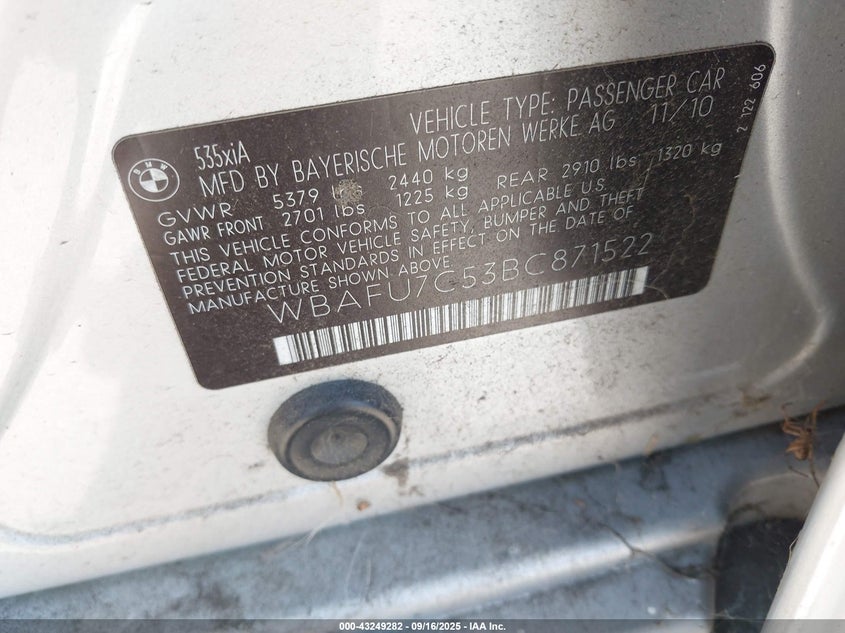 BMW
535xiA
VEHICLE TYPE: PASSENGER CAR
MFD BY BAYERISCHE MOTOREN WERKE AG 11/10
GVWR 5379 lbs 2440 kg
GAWR FRONT 2701 lbs 1225 kg REAR 2910 lbs 1320 kg
THIS VEHICLE CONFORMS TO ALL APPLICABLE U.S.
FEDERAL MOTOR VEHICLE SAFETY, BUMPER AND THEFT
PREVENTION STANDARDS IN EFFECT ON THE DATE OF
MANUFACTURE SHOWN ABOVE
WBAFU7C53BC871522
2 122 606
000-43249282 - 09/16/2025 - IAA Inc.